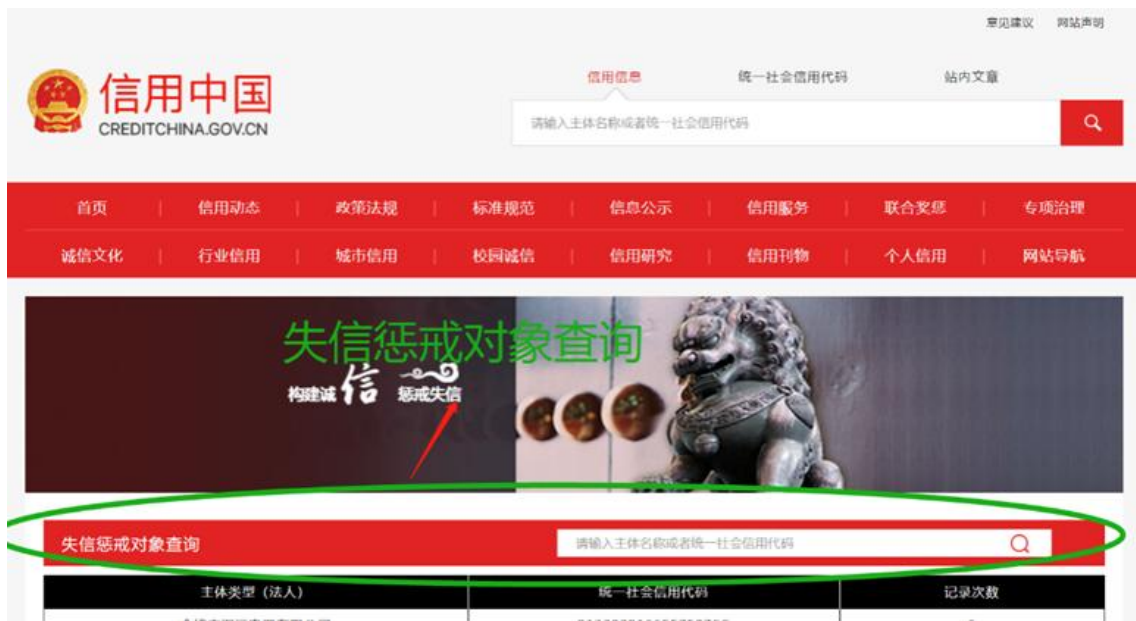 意见建议 网站声明
信用信息 统一社会信用代码 站内文章
信用中国
CREDITCHINA.GOV.CN
请输入主体名称或者统一社会信用代码
首页 | 信用动态 | 政策法规 | 标准规范 | 信息公示 | 信用服务 | 联合奖惩 | 专项治理
诚信文化 | 行业信用 | 城市信用 | 校园诚信 | 信用研究 | 信用刊物 | 个人信用 | 网站导航
失信惩戒对象查询
构建诚信 惩戒失信
失信惩戒对象查询 请输入主体名称或者统一社会信用代码
主体类型（法人） 统一社会信用代码 记录次数